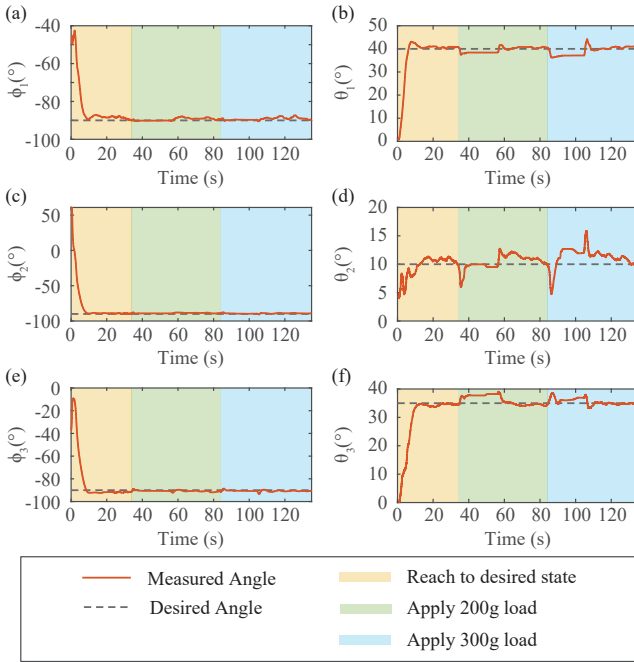 (a)
-40
-60
-80
-100
ϕ1(°)
0 20 40 60 80 100 120
Time (s)
(b)
50
40
30
20
10
0
θ1(°)
0 20 40 60 80 100 120
Time (s)
(c)
50
0
-50
-100
ϕ2(°)
0 20 40 60 80 100 120
Time (s)
(d)
20
15
10
5
0
θ2(°)
0 20 40 60 80 100 120
Time (s)
(e)
0
-20
-40
-60
-80
-100
ϕ3(°)
0 20 40 60 80 100 120
Time (s)
(f)
40
30
20
10
0
θ3(°)
0 20 40 60 80 100 120
Time (s)
Measured Angle
Desired Angle
Reach to desired state
Apply 200g load
Apply 300g load